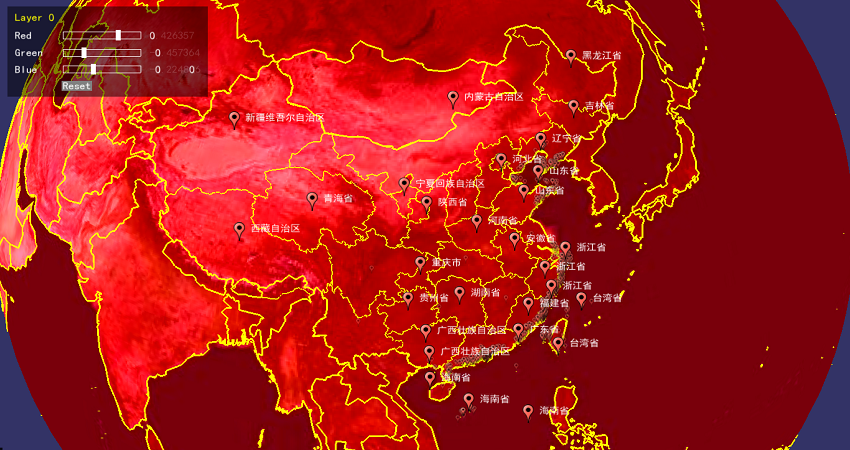 Layer 0
Red 0 426357
Green 0 457364
Blue 0 0
Reset
黑龙江省
内蒙古自治区
吉林省
新疆维吾尔自治区
辽宁省
河北省
山东省
宁夏回族自治区
山东省
青海省
陕西省
河南省
西藏自治区
安徽省
浙江省
重庆市
浙江省
浙江省
贵州省
湖南省
福建省
台湾省
广西壮族自治区
广东省
台湾省
广西壮族自治区
海南省
海南省
海南省